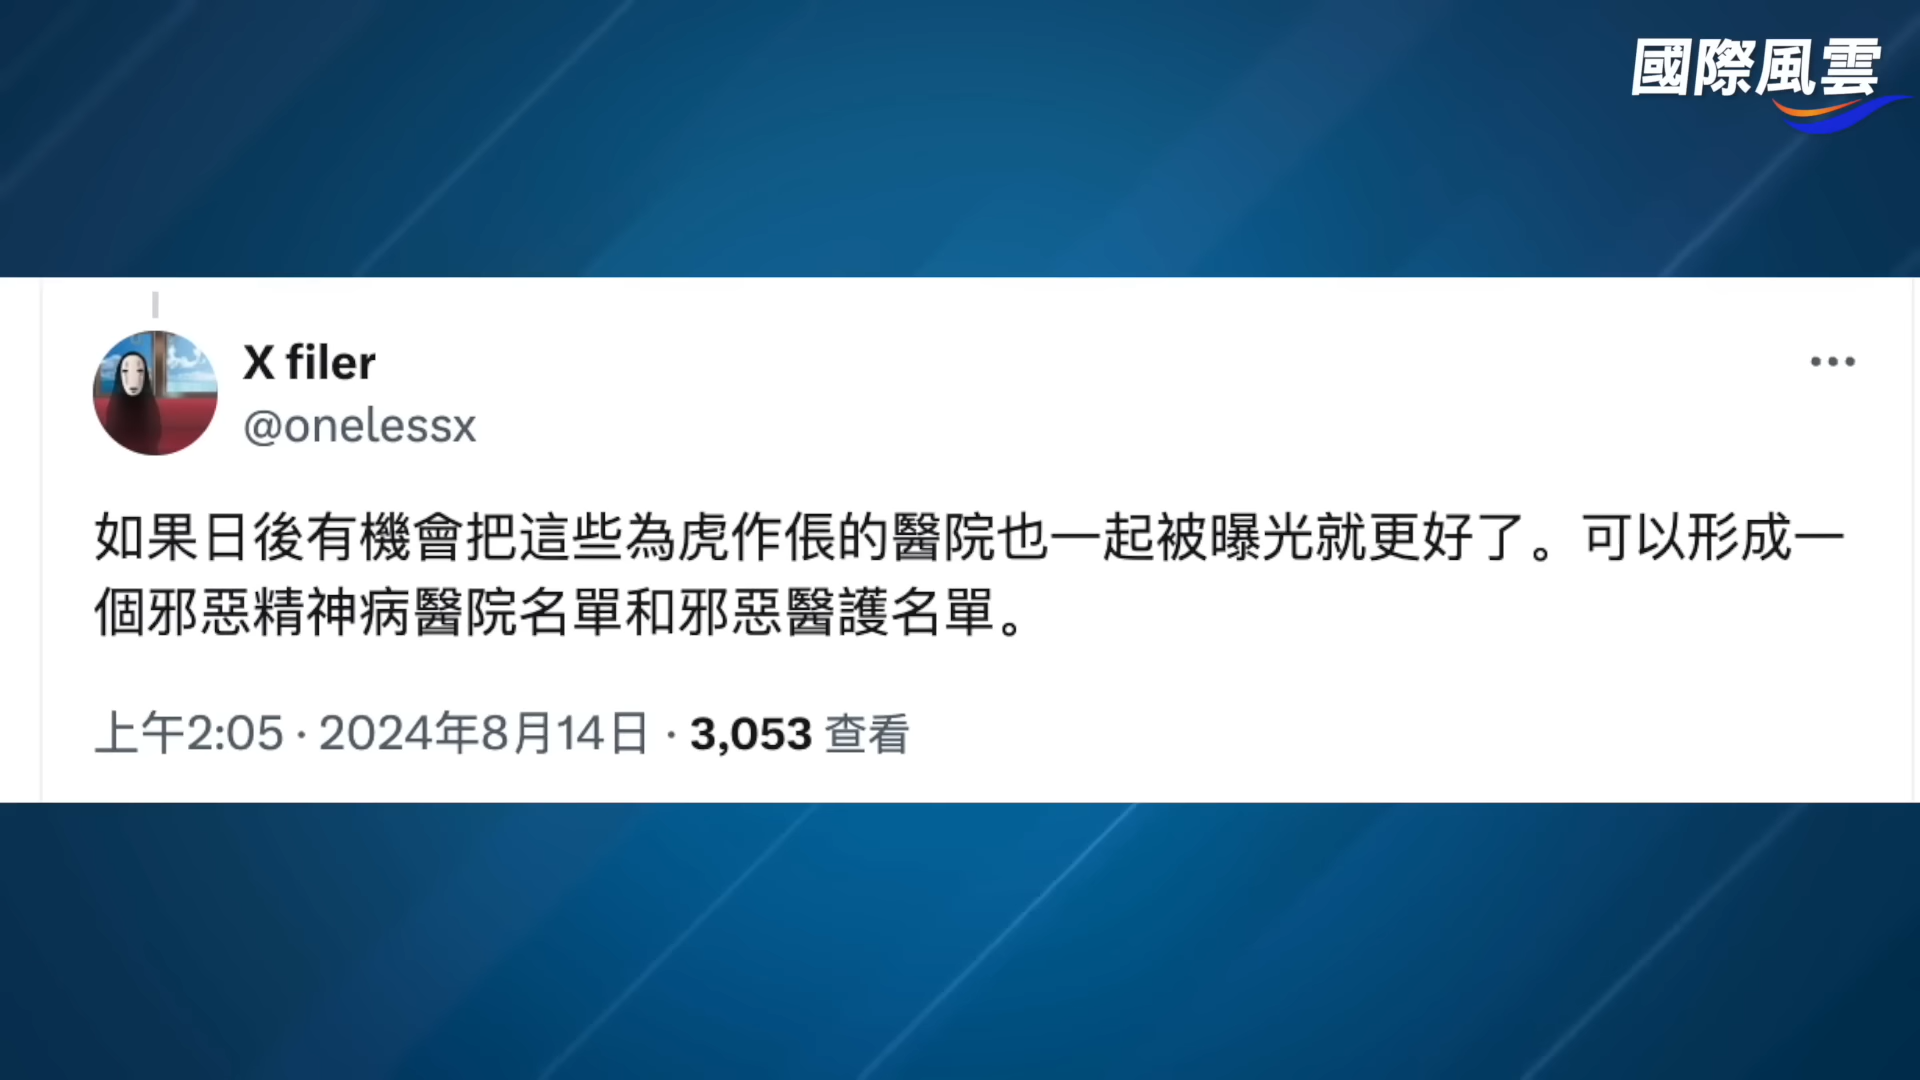 國際風雲
X filer
@onelessx
如果日後有機會把這些為虎作倀的醫院也一起被曝光就更好了。可以形成一
個邪惡精神病醫院名單和邪惡醫護名單。
上午2:05 · 2024年8月14日 · 3,053 查看